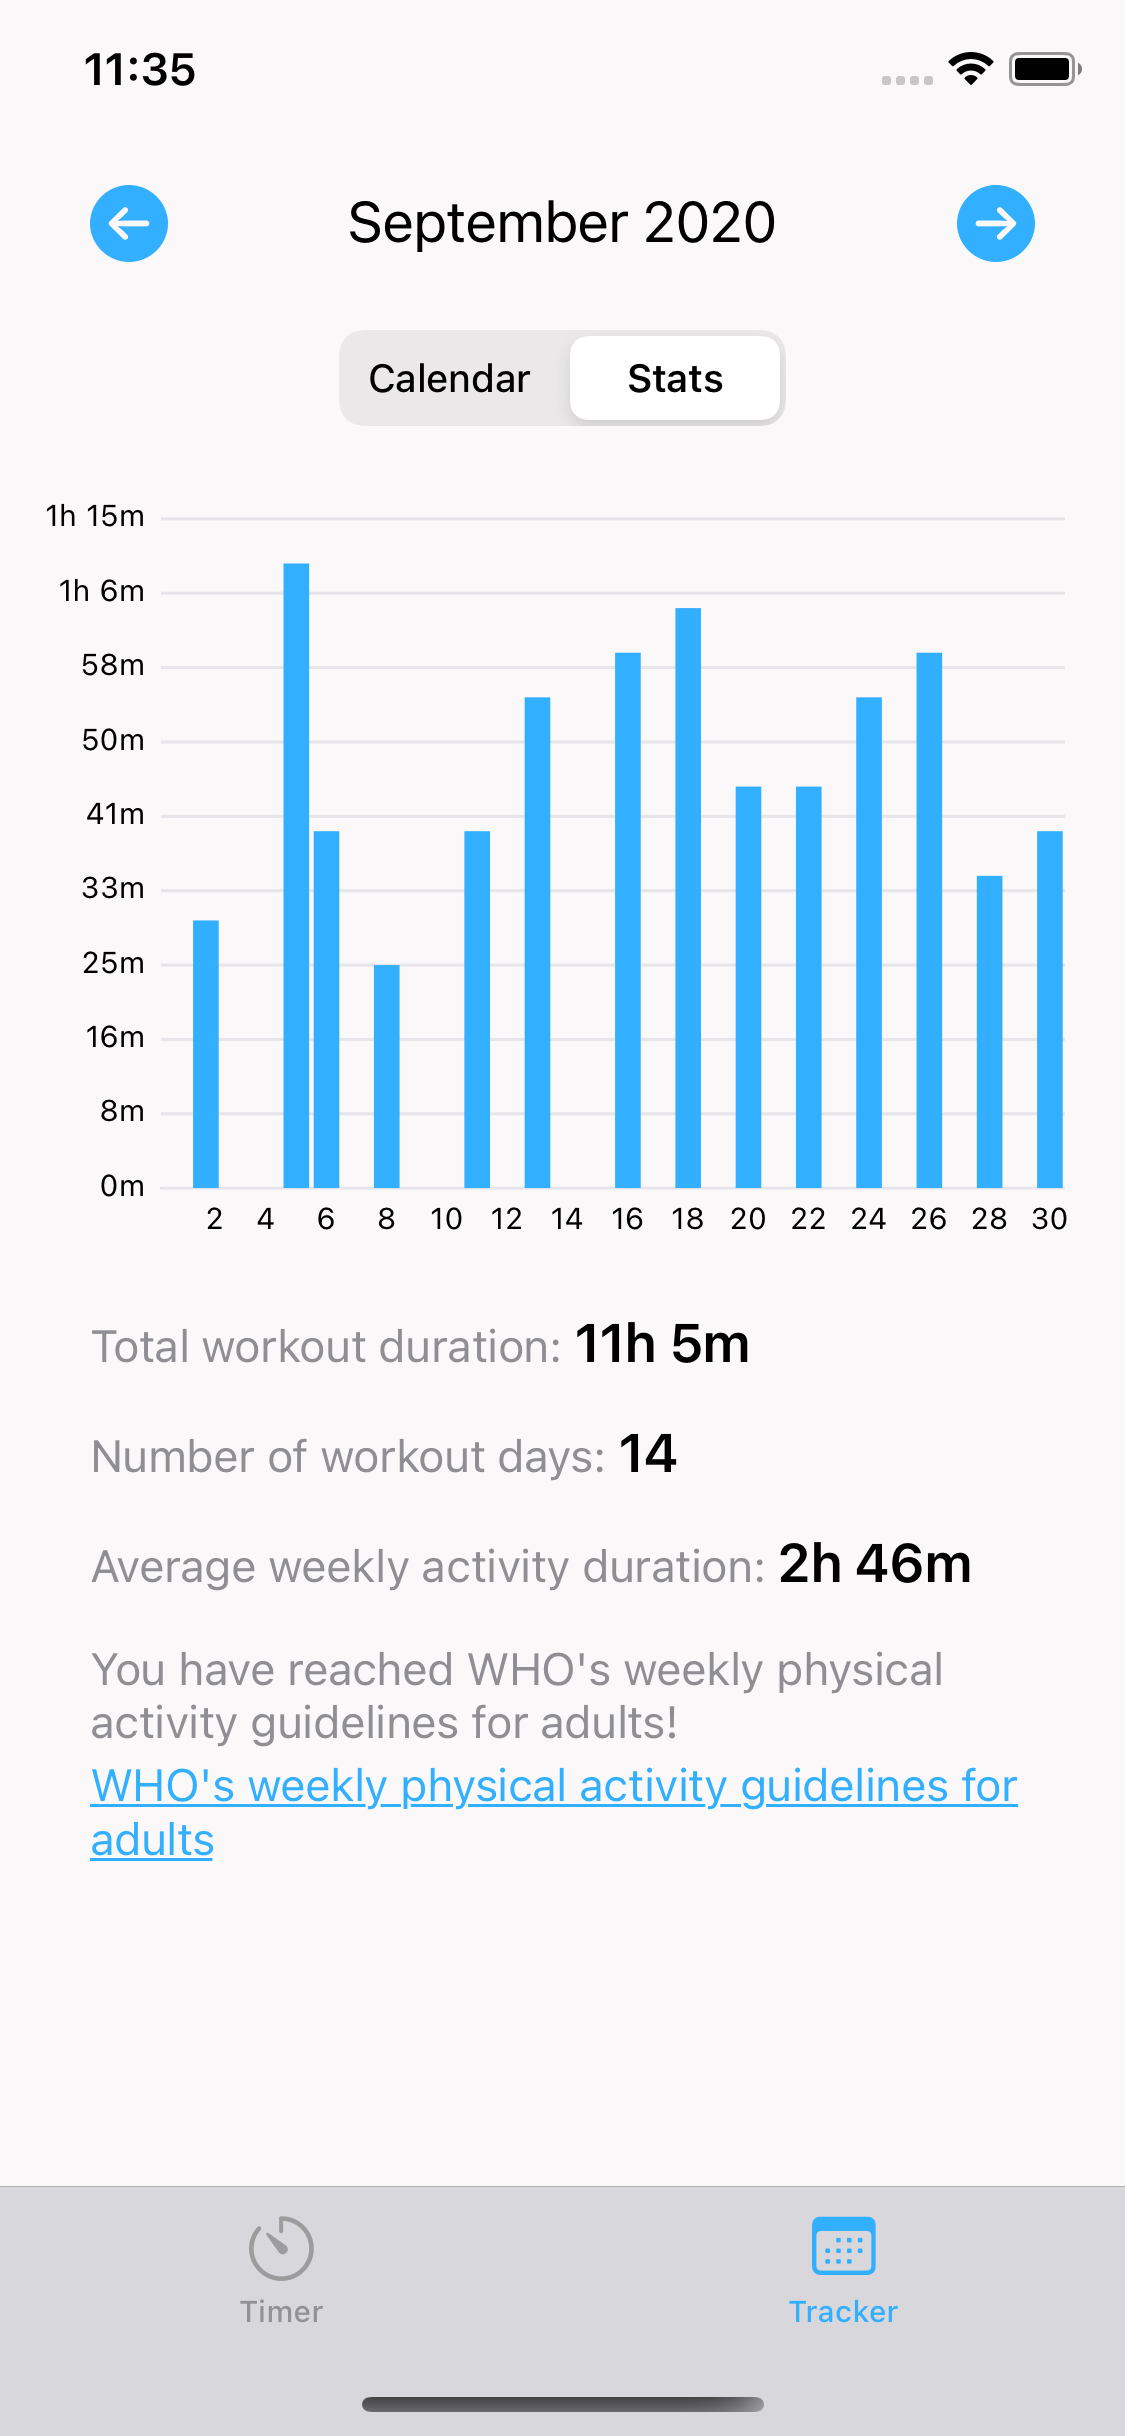 11:35
September 2020
Calendar
Stats
1h 15m
1h 6m
58m
50m
41m
33m
25m
16m
8m
0m
2 4 6 8 10 12 14 16 18 20 22 24 26 28 30
Total workout duration: 11h 5m
Number of workout days: 14
Average weekly activity duration: 2h 46m
You have reached WHO's weekly physical
activity guidelines for adults!
WHO's weekly physical activity guidelines for
adults
Timer
Tracker